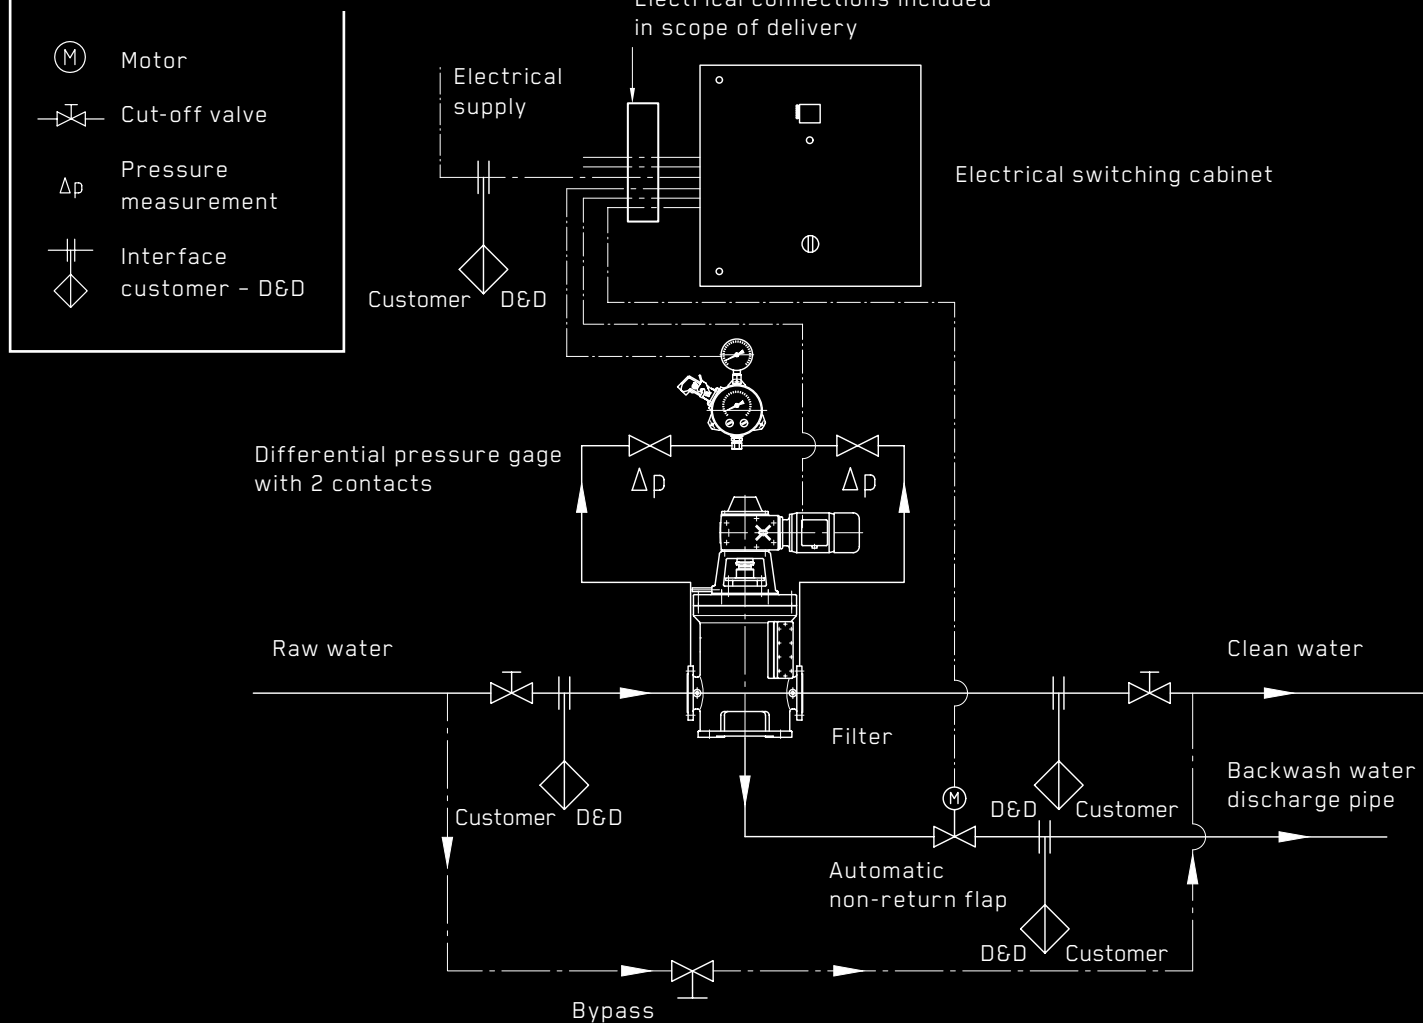 Electrical connections included
in scope of delivery
M Motor
Cut-off valve
Δp Pressure
measurement
Interface
customer – D&D
Electrical
supply
Electrical switching cabinet
Customer D&D
Differential pressure gage
with 2 contacts
Δp Δp
Raw water
Clean water
Filter
Backwash water
discharge pipe
Customer D&D
M
D&D Customer
Automatic
non-return flap
D&D Customer
Bypass